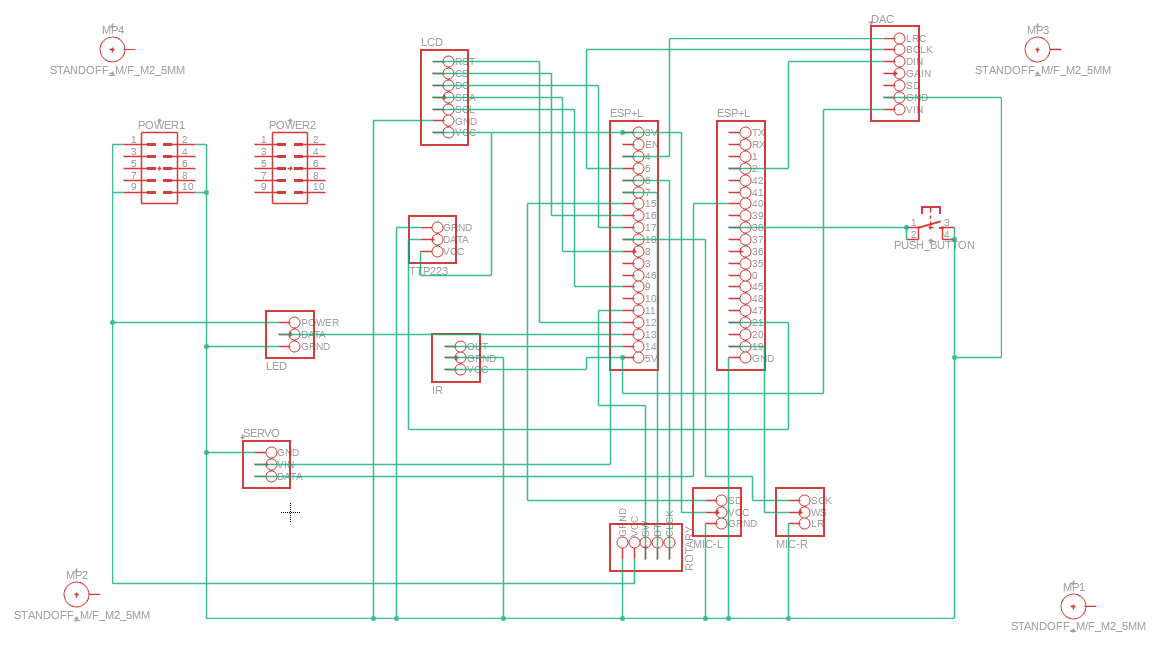 MP4
STANDOFF_M/F_M2_5MM
LCD
RST
CS
DC
SDA
SCL
GND
VCC
DAC
LRC
BCLK
DIN
GAIN
SD
GND
VIN
MP3
STANDOFF_M/F_M2_5MM
POWER1
1 2
3 4
5 6
7 8
9 10
POWER2
1 2
3 4
5 6
7 8
9 10
ESP+L
3V
EN
4
5
6
7
15
16
17
18
8
3
46
9
10
11
12
13
14
5V
ESP+L
TX
RX
1
2
42
41
40
39
38
37
36
35
0
45
48
47
21
20
19
GND
GRND
DATA
VCC
TTP223
1 3
2 4
PUSH_BUTTON
POWER
DATA
GRND
LED
OUT
GRND
VCC
IR
SERVO
GND
VIN
DATA
GRND
VCC
SW
DT
CLSK
ROTARY
SD
VCC
GRND
MIC-L
SCK
WS
LR
MIC-R
MP2
STANDOFF_M/F_M2_5MM
MP1
STANDOFF_M/F_M2_5MM